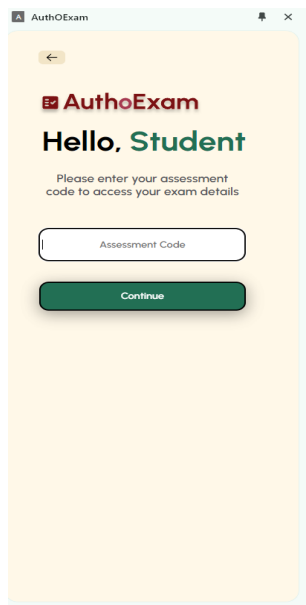 A AuthOExam
AuthoExam
Hello, Student
Please enter your assessment
code to access your exam details
Assessment Code
Continue